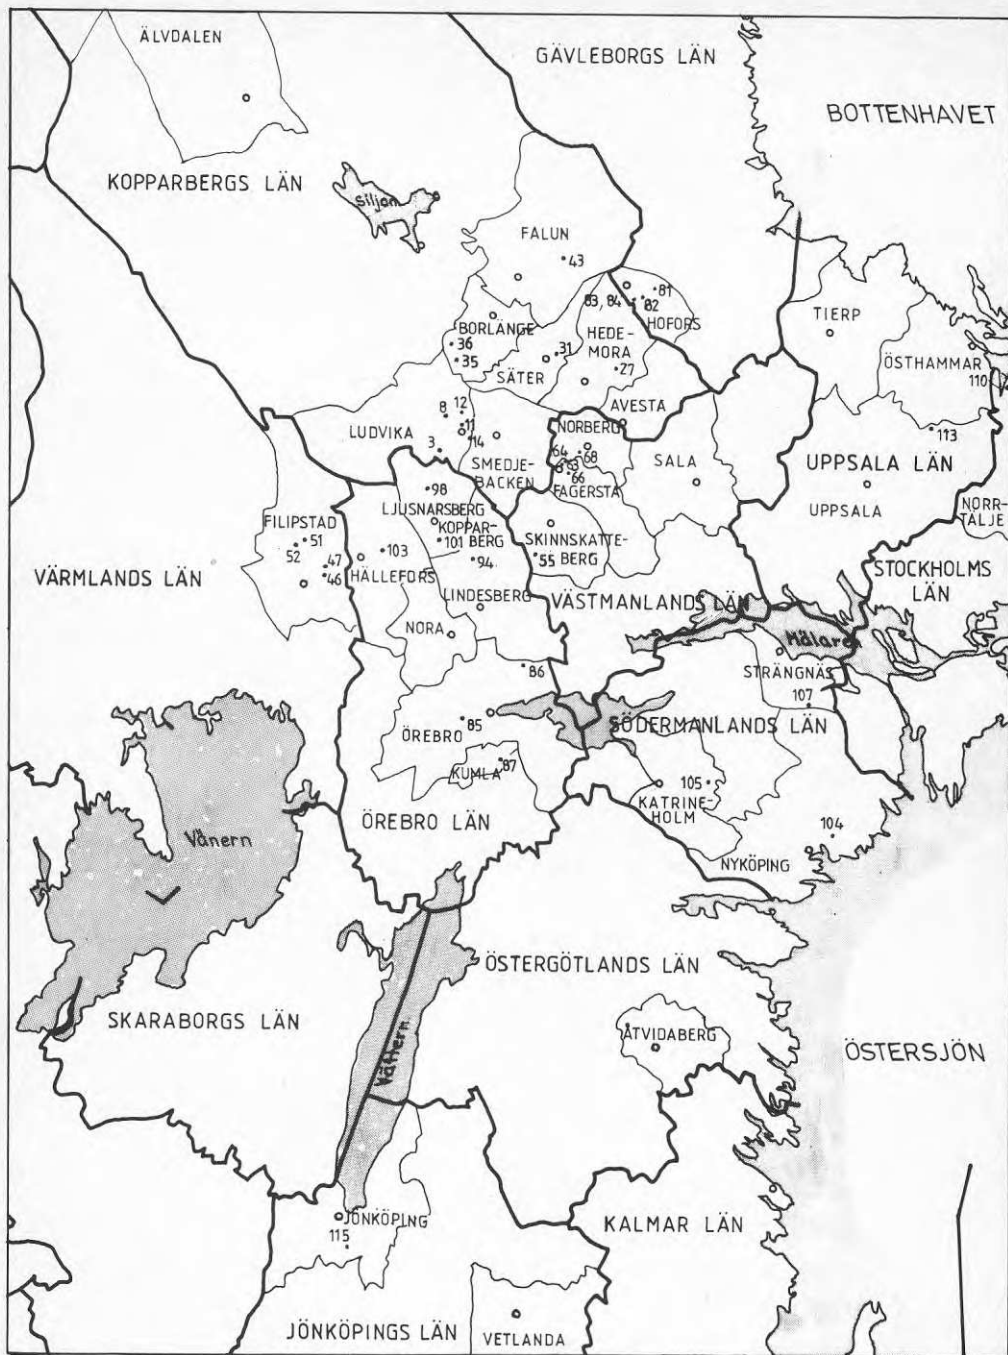 ÄLVDALEN
GÄVLEBORGS LÄN
BOTTENHAVET
KOPPARBERGS LÄN
Siljan
FALUN
43
81
83, 84
82
HOFORS
TIERP
BORLÄNGE
36
35
HEDE-
MORA
31
27
SÄTER
ÖSTHAMMAR
110
12
8
11
14
3
LUDVIKA
AVESTA
NORBERG
64
63
68
66
FAGERSTA
SALA
113
SMEDJE-
BACKEN
UPPSALA LÄN
UPPSALA
NORR-
TÄLJE
98
LJUSNARSBERG
KOPPAR-
101 BERG
FILIPSTAD
51
52
47
46
103
HÄLLEFORS
94
SKINNSKATTE-
55 BERG
VÄRMLANDS LÄN
STOCKHOLMS
LÄN
LINDESBERG
VÄSTMANLANDS LÄN
NORA
Mälaren
STRÄNGNÄS
86
107
85
ÖREBRO
SÖDERMANLANDS LÄN
KUMLA
87
105
KATRINE-
HOLM
ÖREBRO LÄN
Vänern
104
NYKÖPING
ÖSTERGÖTLANDS LÄN
SKARABORGS LÄN
ÅTVIDABERG
ÖSTERSJÖN
Vättern
JÖNKÖPING
115
KALMAR LÄN
JÖNKÖPINGS LÄN
VETLANDA